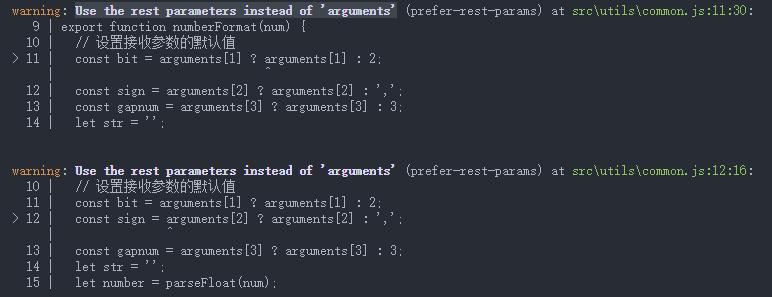 warning: Use the rest parameters instead of 'arguments' (prefer-rest-params) at src\utils\common.js:11:30:
9 | export function numberFormat(num) {
10 | // 设置接收参数的默认值
> 11 | const bit = arguments[1] ? arguments[1] : 2;
| ^
12 | const sign = arguments[2] ? arguments[2] : ',';
13 | const gapnum = arguments[3] ? arguments[3] : 3;
14 | let str = '';
warning: Use the rest parameters instead of 'arguments' (prefer-rest-params) at src\utils\common.js:12:16:
10 | // 设置接收参数的默认值
11 | const bit = arguments[1] ? arguments[1] : 2;
> 12 | const sign = arguments[2] ? arguments[2] : ',';
| ^
13 | const gapnum = arguments[3] ? arguments[3] : 3;
14 | let str = '';
15 | let number = parseFloat(num);